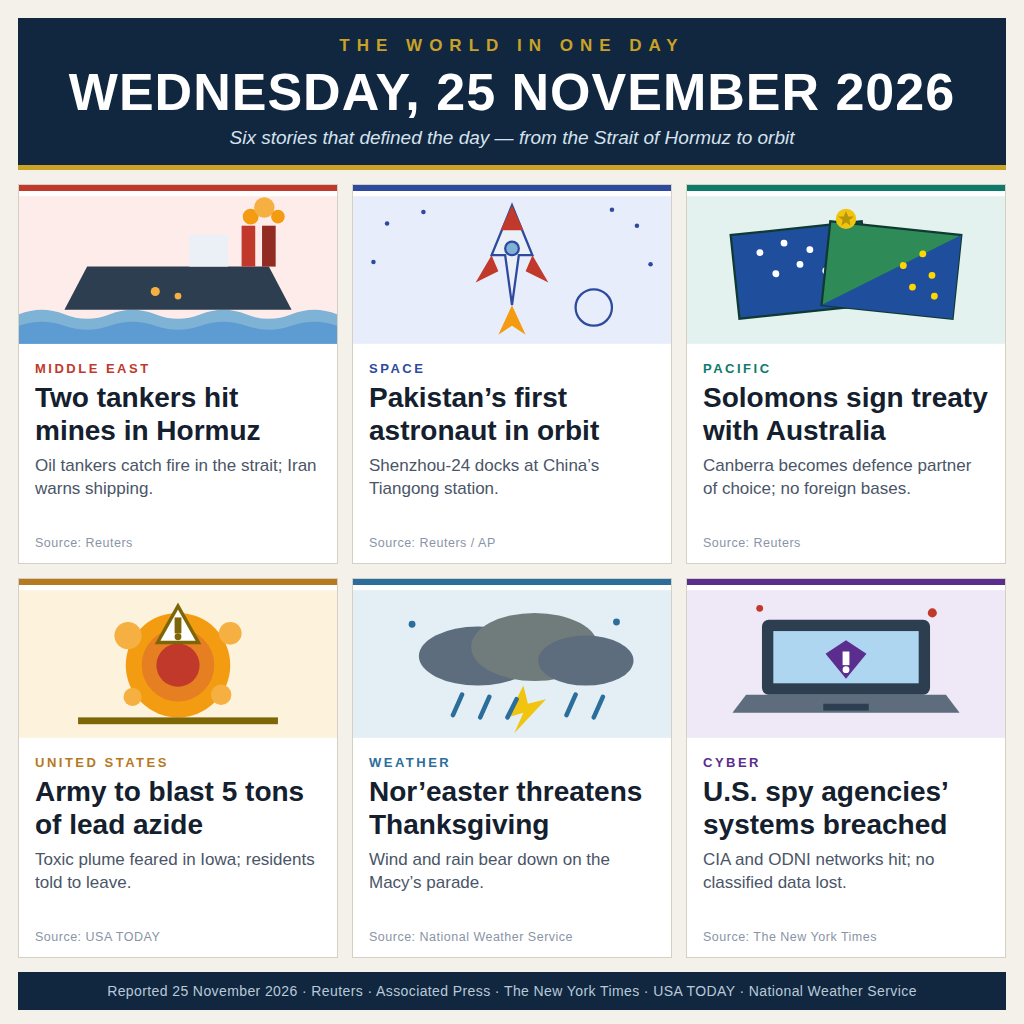 THE WORLD IN ONE DAY
WEDNESDAY, 25 NOVEMBER 2026
Six stories that defined the day — from the Strait of Hormuz to orbit
MIDDLE EAST
Two tankers hit
mines in Hormuz
Oil tankers catch fire in the strait; Iran
warns shipping.
Source: Reuters
SPACE
Pakistan’s first
astronaut in orbit
Shenzhou-24 docks at China’s
Tiangong station.
Source: Reuters / AP
PACIFIC
Solomons sign treaty
with Australia
Canberra becomes defence partner
of choice; no foreign bases.
Source: Reuters
UNITED STATES
Army to blast 5 tons
of lead azide
Toxic plume feared in Iowa; residents
told to leave.
Source: USA TODAY
WEATHER
Nor’easter threatens
Thanksgiving
Wind and rain bear down on the
Macy’s parade.
Source: National Weather Service
CYBER
U.S. spy agencies’
systems breached
CIA and ODNI networks hit; no
classified data lost.
Source: The New York Times
Reported 25 November 2026 · Reuters · Associated Press · The New York Times · USA TODAY · National Weather Service